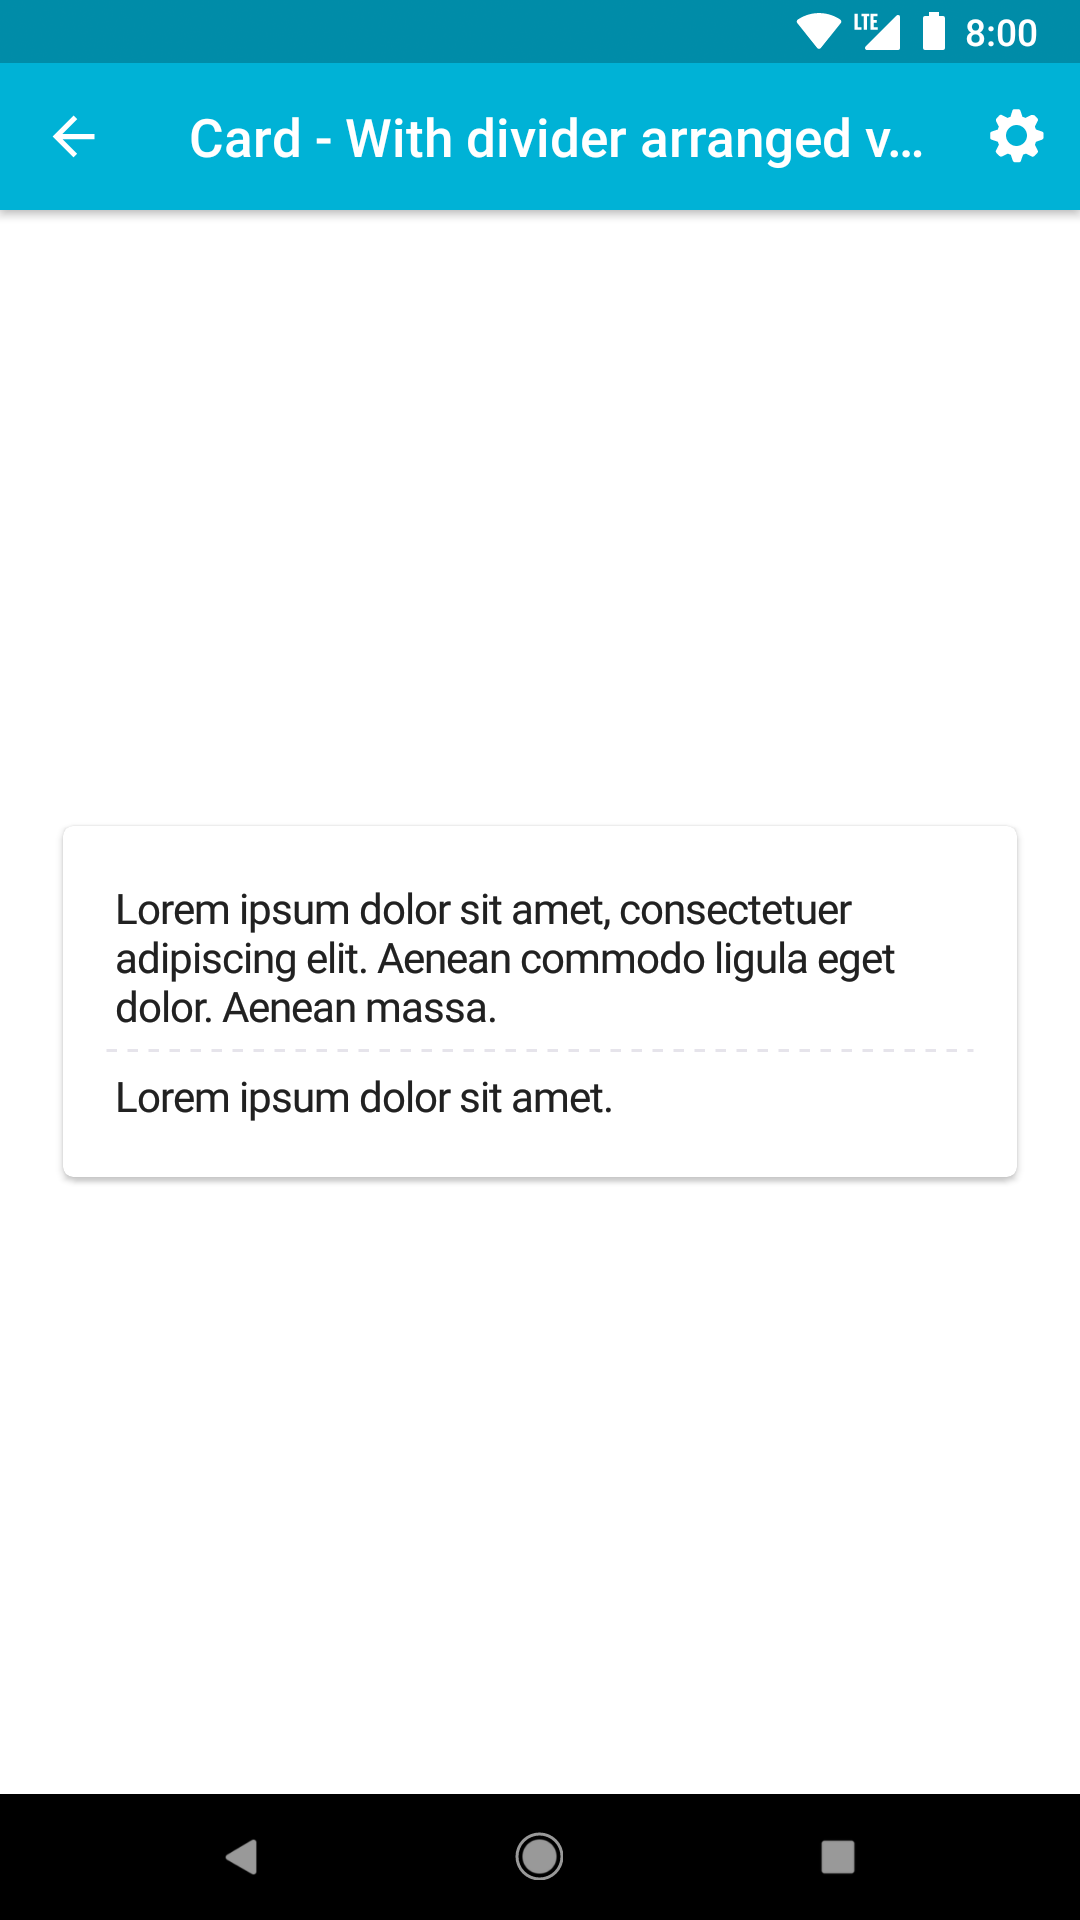 LTE 8:00
Card - With divider arranged v...
Lorem ipsum dolor sit amet, consectetuer
adipiscing elit. Aenean commodo ligula eget
dolor. Aenean massa.
Lorem ipsum dolor sit amet.